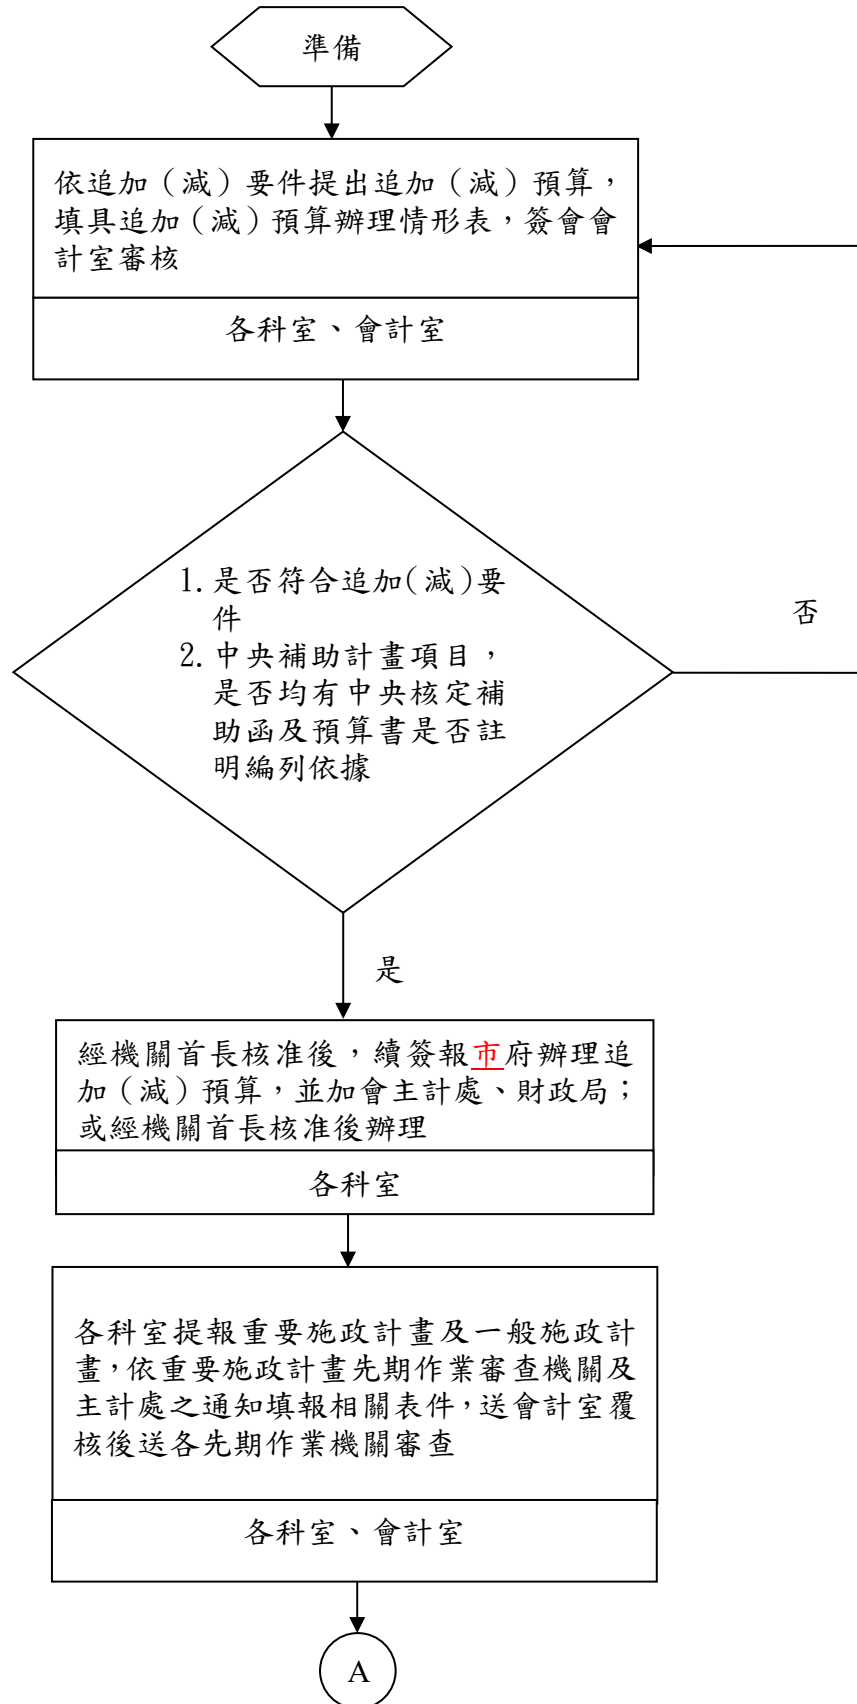 準備
依追加（減）要件提出追加（減）預算，
填具追加（減）預算辦理情形表，簽會會
計室審核
各科室、會計室
1. 是否符合追加(減)要
件
2. 中央補助計畫項目，
是否均有中央核定補
助函及預算書是否註
明編列依據
否
是
經機關首長核准後，續簽報市府辦理追
加（減）預算，並加會主計處、財政局；
或經機關首長核准後辦理
各科室
各科室提報重要施政計畫及一般施政計
畫，依重要施政計畫先期作業審查機關及
主計處之通知填報相關表件，送會計室覆
核後送各先期作業機關審查
各科室、會計室
A